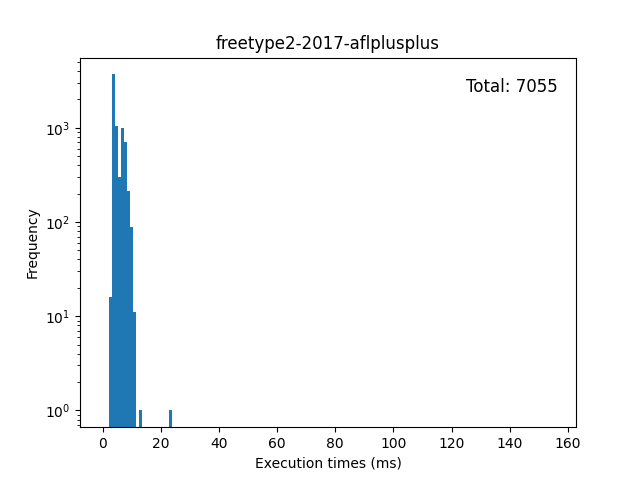 freetype2-2017-aflplusplus
Total: 7055
10³
10²
10¹
10⁰
Frequency
0 20 40 60 80 100 120 140 160
Execution times (ms)